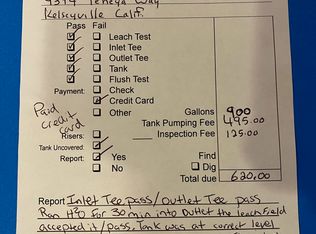 Way
Kelseyville Calif.
Pass Fail
Leach Test
Inlet Tee
Outlet Tee
Tank
Flush Test
Payment: Check
Credit Card
Other Gallons 900
Paid credit card
Tank Pumping Fee 495.00
Risers: Inspection Fee 125.00
Tank Uncovered:
Report: Yes Find
No Dig
Total due 620.00
Report Inlet Tee pass/outlet Tee pass
Ran H2O for 30 min into outlet the leach field
accepted it/pass. Tank was at correct level